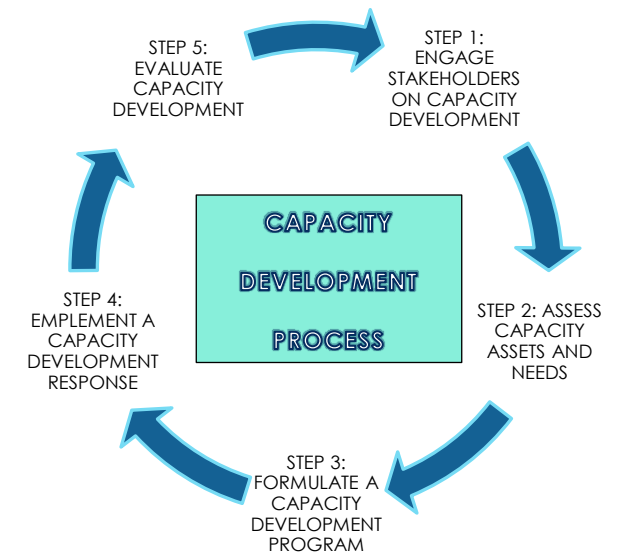 STEP 1:
ENGAGE
STAKEHOLDERS
ON CAPACITY
DEVELOPMENT
STEP 2: ASSESS
CAPACITY
ASSETS AND
NEEDS
STEP 3:
FORMULATE A
CAPACITY
DEVELOPMENT
PROGRAM
STEP 4:
EMPLEMENT A
CAPACITY
DEVELOPMENT
RESPONSE
STEP 5:
EVALUATE
CAPACITY
DEVELOPMENT
CAPACITY
DEVELOPMENT
PROCESS